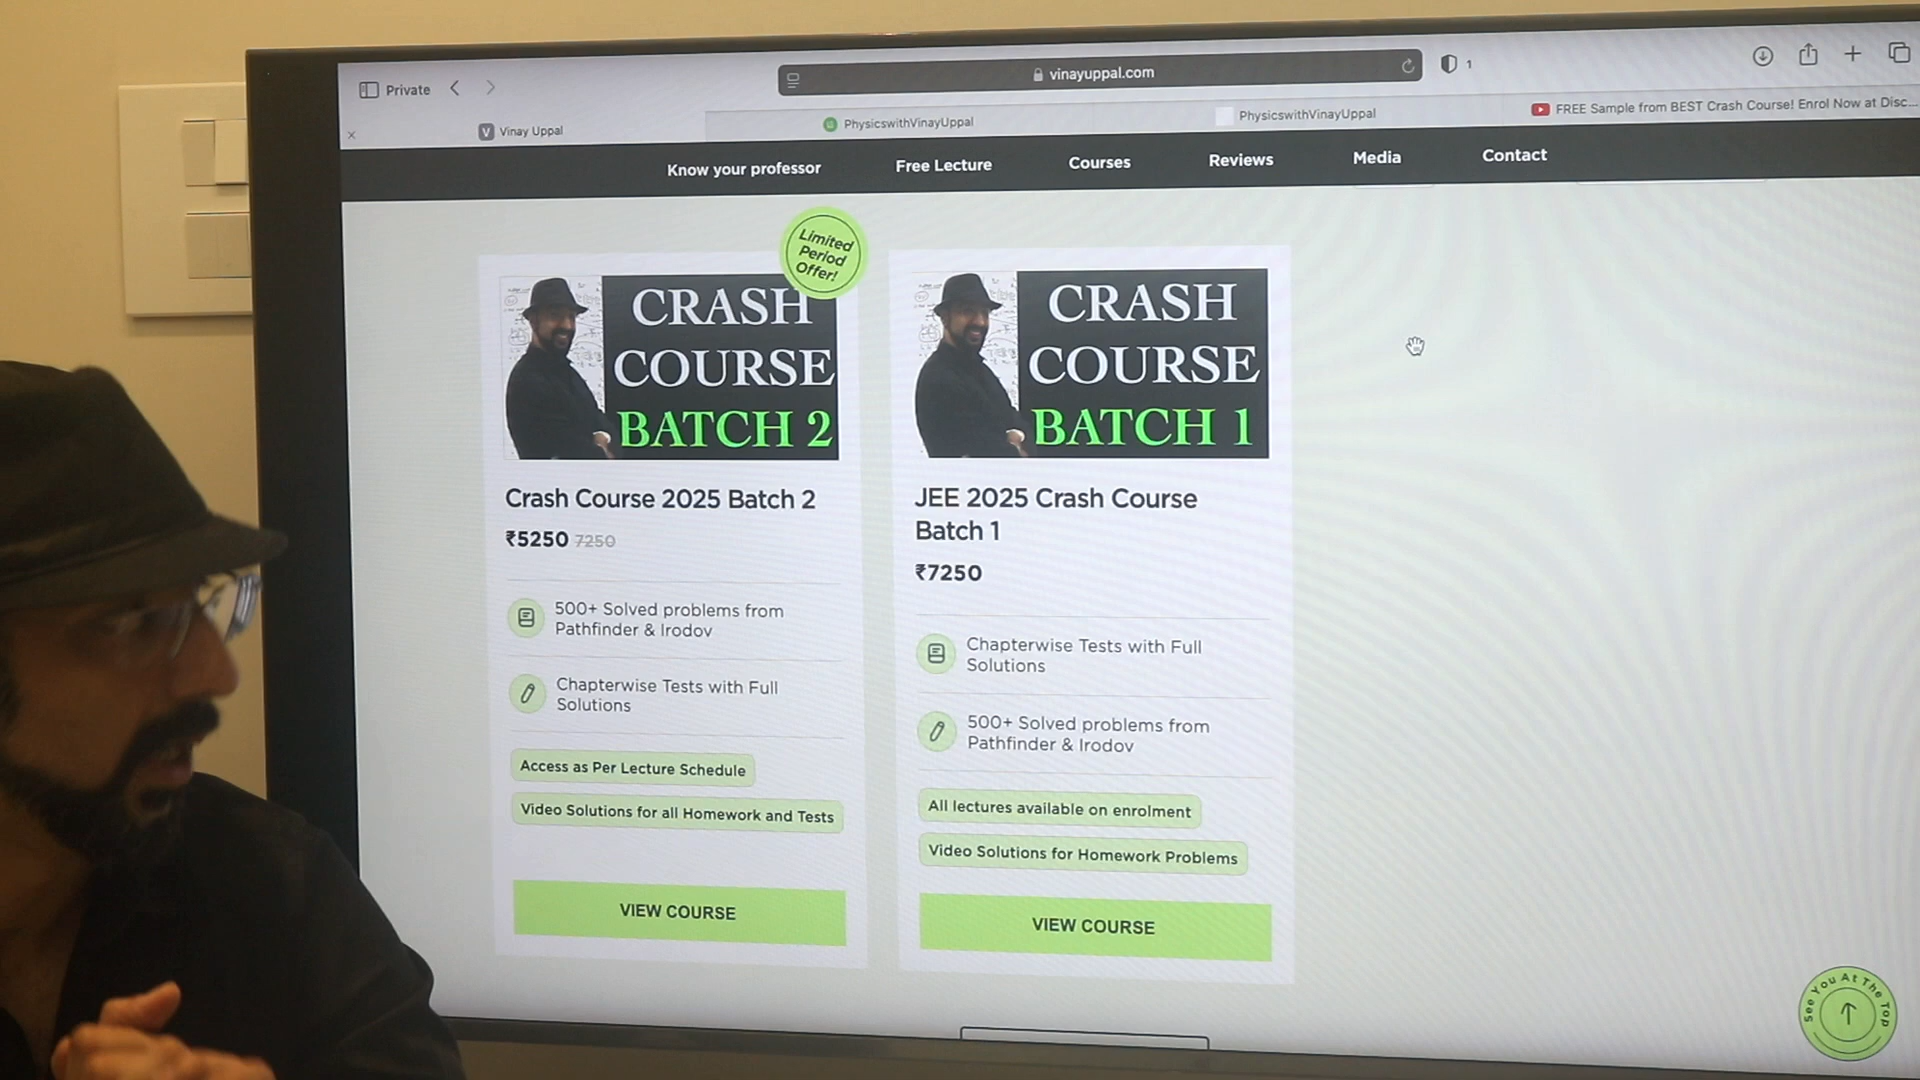 Private
vinayuppal.com
1
Vinay Uppal
PhysicswithVinayUppal
PhysicswithVinayUppal
FREE Sample from BEST Crash Course! Enrol Now at Disc...
Know your professor
Free Lecture
Courses
Reviews
Media
Contact
Limited
Period
Offer!
CRASH
COURSE
BATCH 2
Crash Course 2025 Batch 2
₹5250 7250
500+ Solved problems from
Pathfinder & Irodov
Chapterwise Tests with Full
Solutions
Access as Per Lecture Schedule
Video Solutions for all Homework and Tests
VIEW COURSE
CRASH
COURSE
BATCH 1
JEE 2025 Crash Course
Batch 1
₹7250
Chapterwise Tests with Full
Solutions
500+ Solved problems from
Pathfinder & Irodov
All lectures available on enrolment
Video Solutions for Homework Problems
VIEW COURSE
See You At The Top